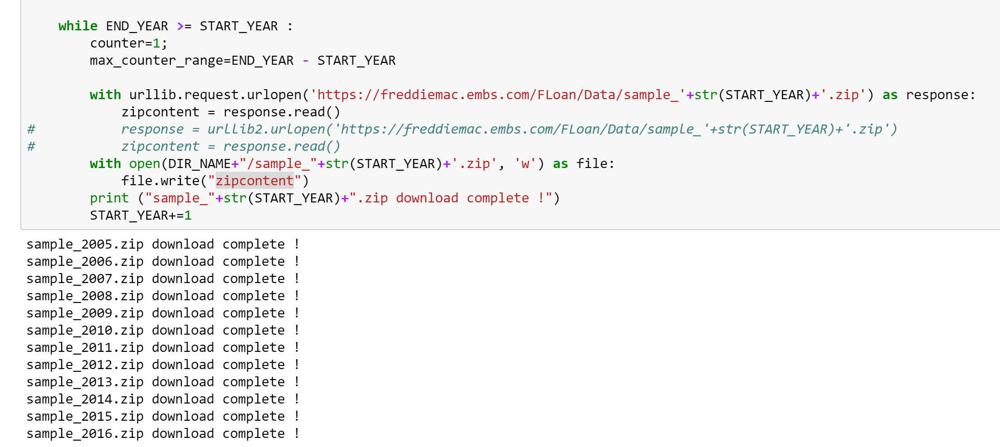 while END_YEAR >= START_YEAR :
counter=1;
max_counter_range=END_YEAR - START_YEAR
with urllib.request.urlopen('https://freddiemac.embs.com/FLoan/Data/sample_'+str(START_YEAR)+'.zip') as response:
zipcontent = response.read()
# response = urllib2.urlopen('https://freddiemac.embs.com/FLoan/Data/sample_'+str(START_YEAR)+'.zip')
# zipcontent = response.read()
with open(DIR_NAME+"/sample_"+str(START_YEAR)+'.zip', 'w') as file:
file.write("zipcontent")
print ("sample_"+str(START_YEAR)+".zip download complete !")
START_YEAR+=1
sample_2005.zip download complete !
sample_2006.zip download complete !
sample_2007.zip download complete !
sample_2008.zip download complete !
sample_2009.zip download complete !
sample_2010.zip download complete !
sample_2011.zip download complete !
sample_2012.zip download complete !
sample_2013.zip download complete !
sample_2014.zip download complete !
sample_2015.zip download complete !
sample_2016.zip download complete !